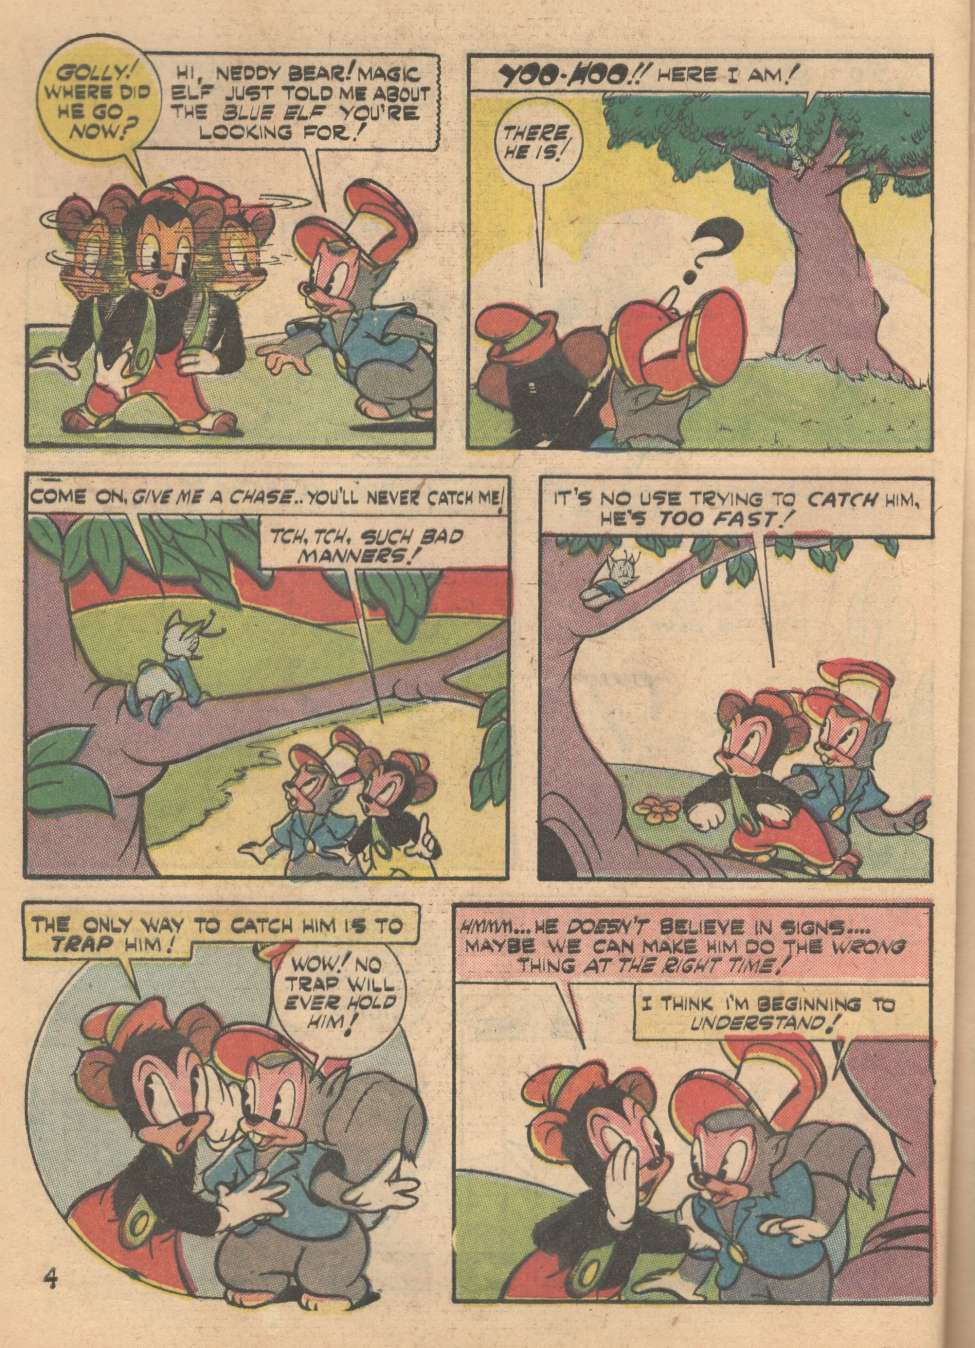 GOLLY!
WHERE DID
HE GO
NOW?
HI, NEDDY BEAR! MAGIC
ELF JUST TOLD ME ABOUT
THE BLUE ELF YOU'RE
LOOKING FOR!
YOO-HOO!! HERE I AM!
THERE,
HE IS!
?
COME ON, GIVE ME A CHASE.. YOU'LL NEVER CATCH ME!
TCH, TCH, SUCH BAD
MANNERS!
IT'S NO USE TRYING TO CATCH HIM,
HE'S TOO FAST!
THE ONLY WAY TO CATCH HIM IS TO
TRAP HIM!
WOW! NO
TRAP WILL
EVER HOLD
HIM!
HMMM... HE DOESN'T BELIEVE IN SIGNS....
MAYBE WE CAN MAKE HIM DO THE WRONG
THING AT THE RIGHT TIME!
I THINK I'M BEGINNING TO
UNDERSTAND!
4